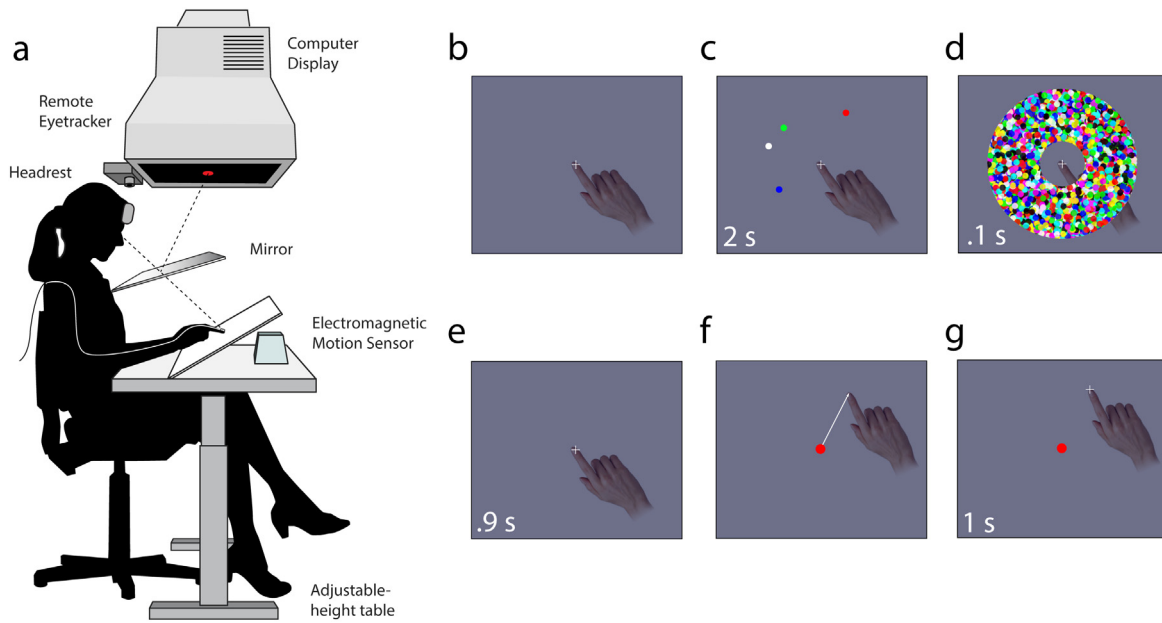 a
Computer
Display
Remote
Eyetracker
Headrest
Mirror
Electromagnetic
Motion Sensor
Adjustable-
height table
b
c
2 s
d
.1 s
e
.9 s
f
g
1 s